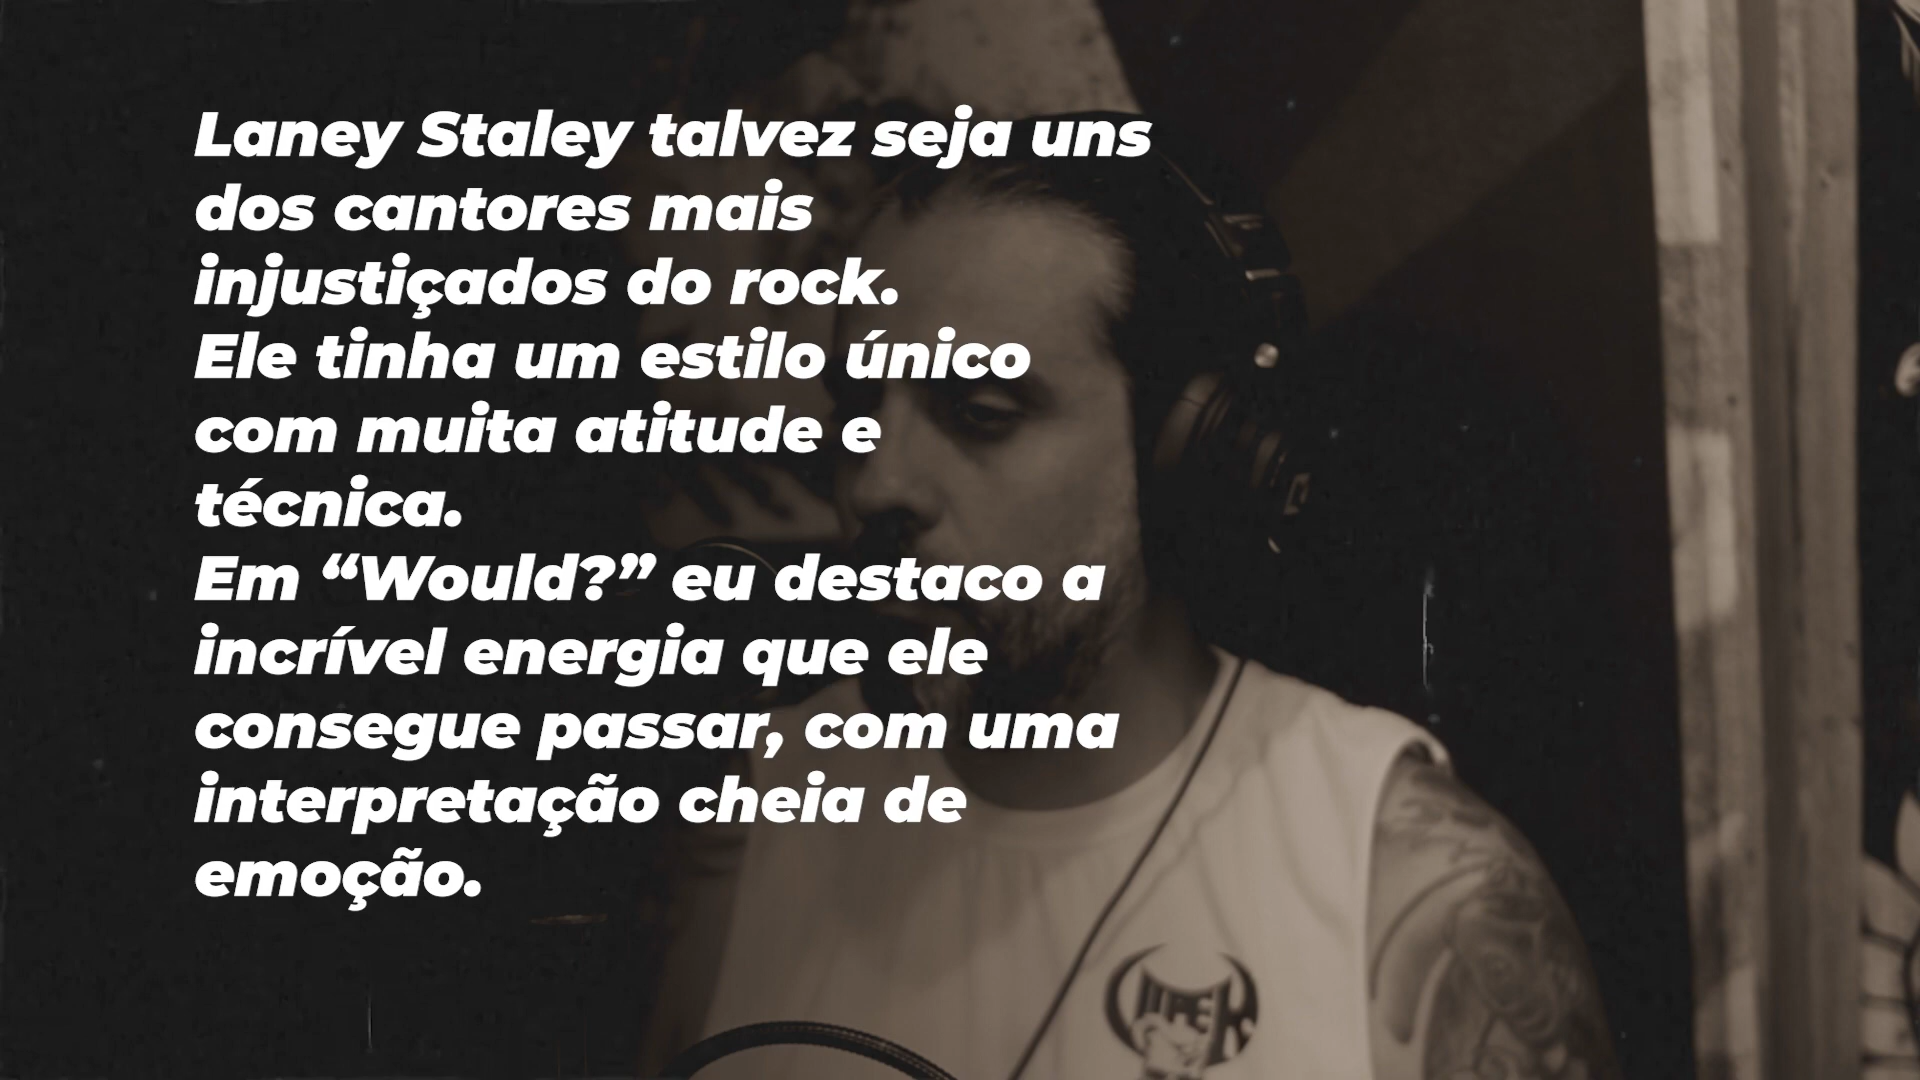 Laney Staley talvez seja uns
dos cantores mais
injustiçados do rock.
Ele tinha um estilo único
com muita atitude e
técnica.
Em “Would?” eu destaco a
incrível energia que ele
consegue passar, com uma
interpretação cheia de
emoção.